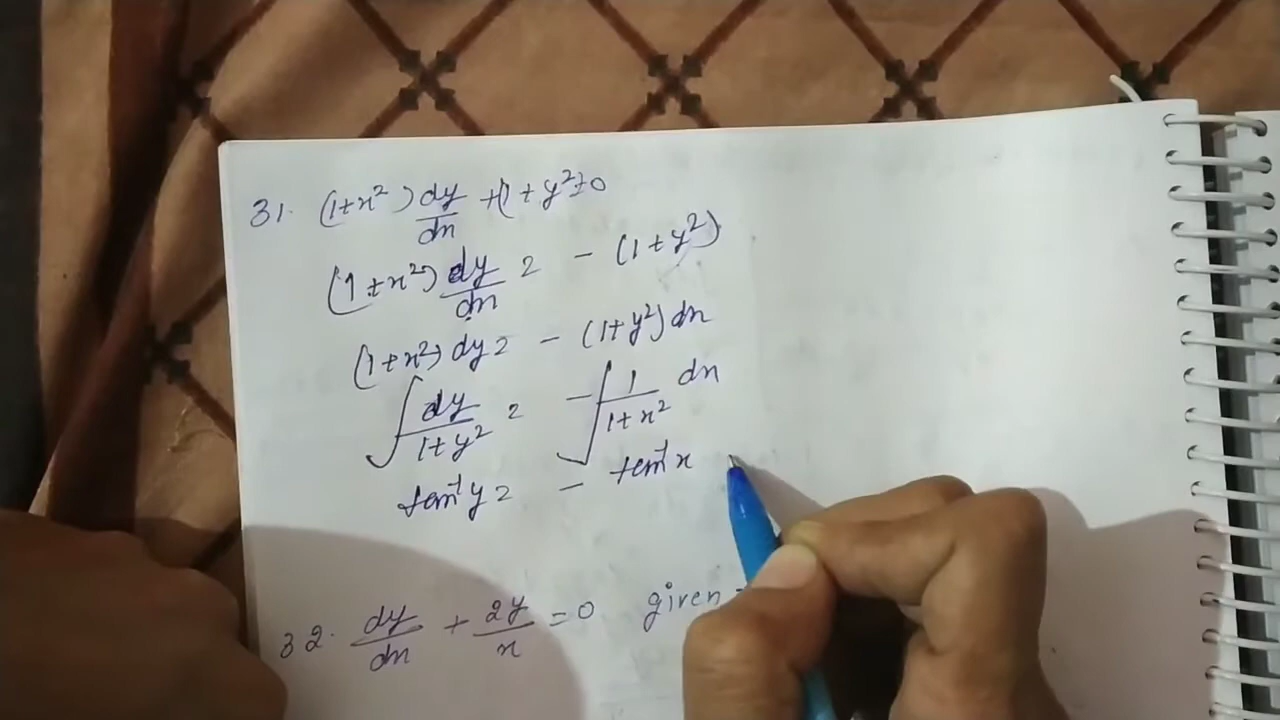 31. (1+x²) dy/dx + (1+y²=0
(1+x²) dy/dx = - (1+y²)
(1+x²) dy = - (1+y²) dx
∫ dy/1+y² = - ∫ 1/1+x² dx
tan⁻¹y = - tan⁻¹x
32. dy/dx + 2y/x = 0 given